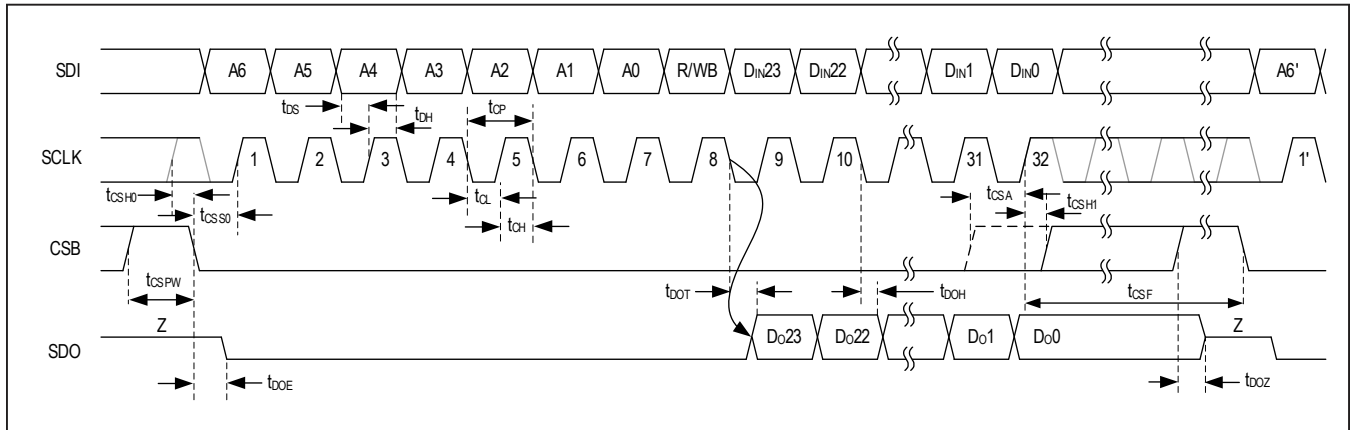 SDI A6 A5 A4 A3 A2 A1 A0 R/WB DIN23 DIN22 DIN1 DIN0 A6'
tDS tDH tCP
SCLK 1 2 3 4 5 6 7 8 9 10 31 32 1'
tCSH0 tCSS0 tCL tCH tCSA tCSH1
CSB
tCSPW tDOT tDOH tCSF
Z Z
SDO DO23 DO22 DO1 DO0
tDOE tDOZ